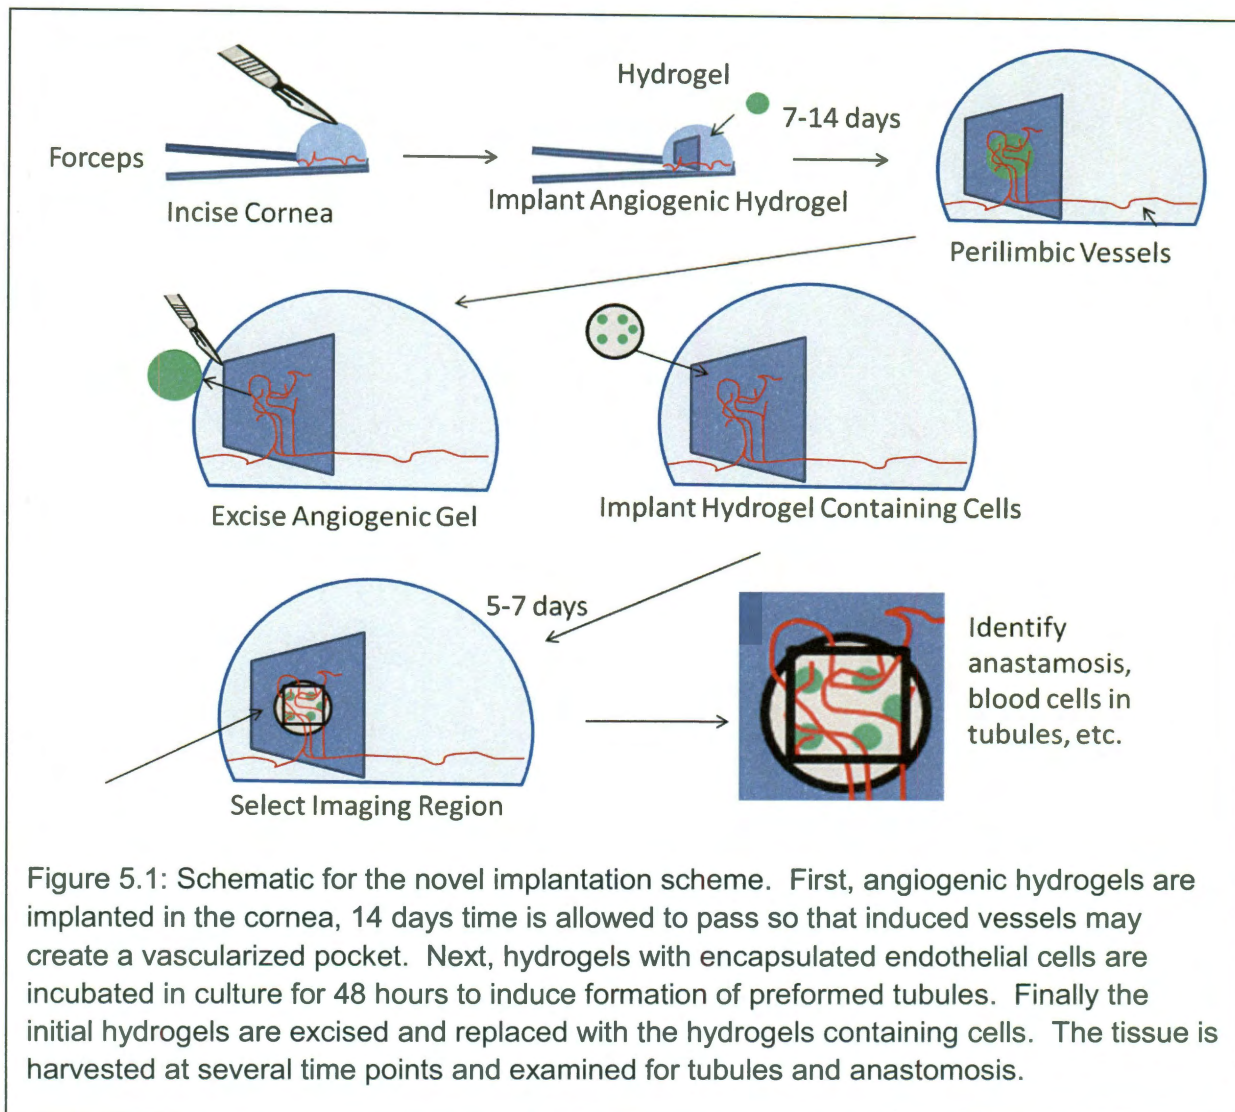 Hydrogel
7-14 days
Forceps
Incise Cornea
Implant Angiogenic Hydrogel
Perilimbic Vessels
Excise Angiogenic Gel
Implant Hydrogel Containing Cells
5-7 days
Select Imaging Region
Identify
anastamosis,
blood cells in
tubules, etc.
Figure 5.1: Schematic for the novel implantation scheme. First, angiogenic hydrogels are
implanted in the cornea, 14 days time is allowed to pass so that induced vessels may
create a vascularized pocket. Next, hydrogels with encapsulated endothelial cells are
incubated in culture for 48 hours to induce formation of preformed tubules. Finally the
initial hydrogels are excised and replaced with the hydrogels containing cells. The tissue is
harvested at several time points and examined for tubules and anastomosis.